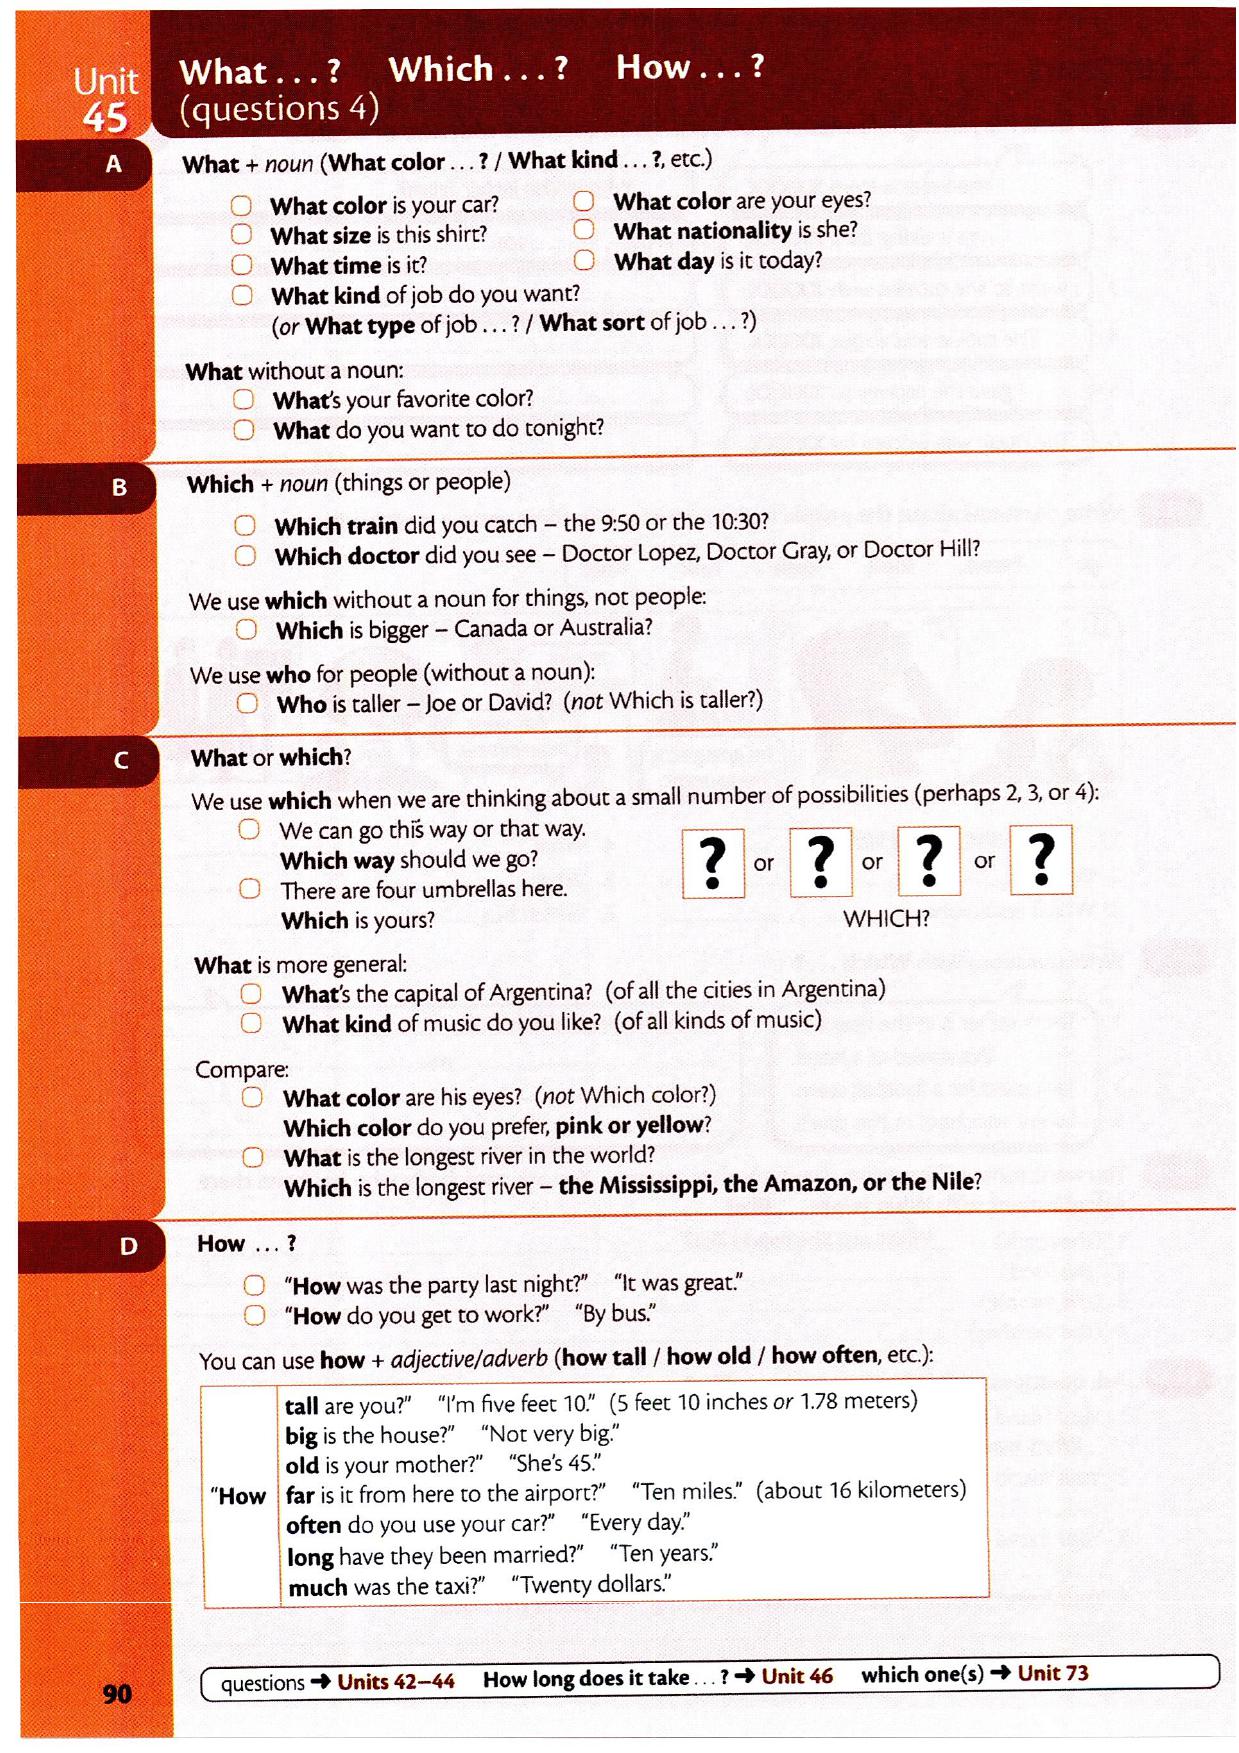 Unit
45
What . . . ? Which . . . ? How . . . ?
(questions 4)
A
What + noun (What color . . . ? / What kind . . . ?, etc.)
What color is your car?
What color are your eyes?
What size is this shirt?
What nationality is she?
What time is it?
What day is it today?
What kind of job do you want?
(or What type of job . . . ? / What sort of job . . . ?)
What without a noun:
What's your favorite color?
What do you want to do tonight?
B
Which + noun (things or people)
Which train did you catch – the 9:50 or the 10:30?
Which doctor did you see – Doctor Lopez, Doctor Gray, or Doctor Hill?
We use which without a noun for things, not people:
Which is bigger – Canada or Australia?
We use who for people (without a noun):
Who is taller – Joe or David? (not Which is taller?)
C
What or which?
We use which when we are thinking about a small number of possibilities (perhaps 2, 3, or 4):
We can go this way or that way.
Which way should we go?
There are four umbrellas here.
Which is yours?
? or ? or ? or ?
WHICH?
What is more general:
What's the capital of Argentina? (of all the cities in Argentina)
What kind of music do you like? (of all kinds of music)
Compare:
What color are his eyes? (not Which color?)
Which color do you prefer, pink or yellow?
What is the longest river in the world?
Which is the longest river – the Mississippi, the Amazon, or the Nile?
D
How . . . ?
"How was the party last night?" "It was great."
"How do you get to work?" "By bus."
You can use how + adjective/adverb (how tall / how old / how often, etc.):
"How
tall are you?" "I'm five feet 10." (5 feet 10 inches or 1.78 meters)
big is the house?" "Not very big."
old is your mother?" "She's 45."
far is it from here to the airport?" "Ten miles." (about 16 kilometers)
often do you use your car?" "Every day."
long have they been married?" "Ten years."
much was the taxi?" "Twenty dollars."
questions ➔ Units 42–44 How long does it take . . . ? ➔ Unit 46 which one(s) ➔ Unit 73
90